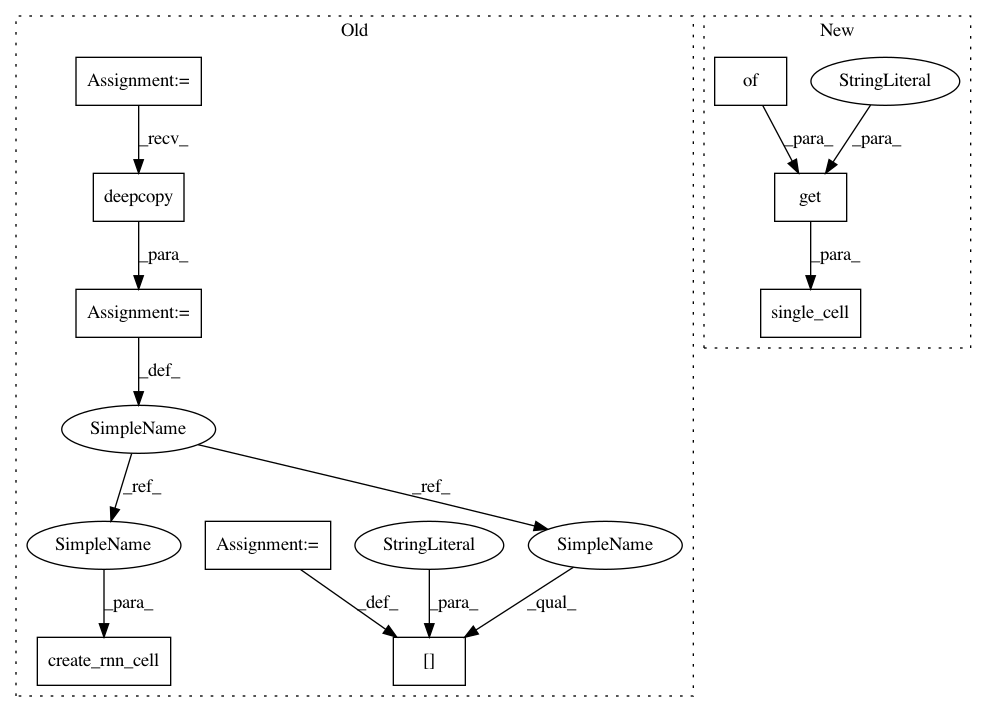 Old
New
Assignment:=
of
StringLiteral
_recv_
_para_
_para_
deepcopy
get
_para_
_para_
Assignment:=
single_cell
_def_
SimpleName
_ref_
_ref_
SimpleName
Assignment:=
StringLiteral
SimpleName
_para_
_def_
_para_
_qual_
create_rnn_cell
[]